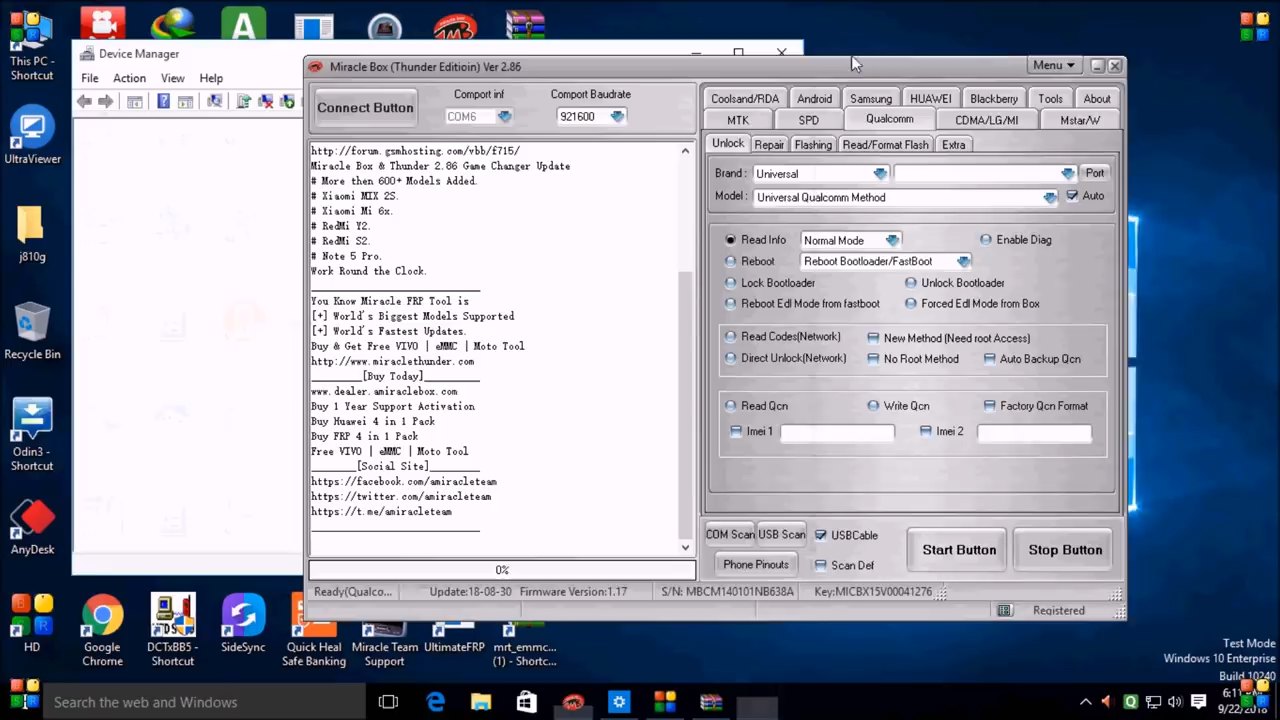 This PC -
Shortcut
UltraViewer
j810g
Recycle Bin
Odin3 -
Shortcut
AnyDesk
HD
Google
Chrome
DCTxBB5 -
Shortcut
SideSync
Quick Heal
Safe Banking
Miracle Team
Support
UltimateFRP
mrt_emmc...
(1) - Shortc...
Device Manager
File Action View Help
Miracle Box (Thunder Editioin) Ver 2.86
Menu
Connect Button
Comport inf
COM6
Comport Baudrate
921600
http://forum.gsmhosting.com/vbb/f715/
Miracle Box & Thunder 2.86 Game Changer Update
# More then 600+ Models Added.
# Xiaomi MIX 2S.
# Xiaomi Mi 6x.
# RedMi Y2.
# RedMi S2.
# Note 5 Pro.
Work Round the Clock.
You Know Miracle FRP Tool is
[+] World's Biggest Models Supported
[+] World's Fastest Updates.
Buy & Get Free VIVO | eMMC | Moto Tool
http://www.miraclethunder.com
[Buy Today]
www.dealer.amiraclebox.com
Buy 1 Year Support Activation
Buy Huawei 4 in 1 Pack
Buy FRP 4 in 1 Pack
Free VIVO | eMMC | Moto Tool
[Social Site]
https://facebook.com/amiracleteam
https://twitter.com/amiracleteam
https://t.me/amiracleteam
0%
Coolsand/RDA Android Samsung HUAWEI Blackberry Tools About
MTK SPD Qualcomm CDMA/LG/MI Mstar/W
Unlock Repair Flashing Read/Format Flash Extra
Brand : Universal Port
Model : Universal Qualcomm Method Auto
Read Info Normal Mode Enable Diag
Reboot Reboot Bootloader/FastBoot
Lock Bootloader Unlock Bootloader
Reboot Edl Mode from fastboot Forced Edl Mode from Box
Read Codes(Network) New Method (Need root Access)
Direct Unlock(Network) No Root Method Auto Backup Qcn
Read Qcn Write Qcn Factory Qcn Format
Imei 1 Imei 2
COM Scan USB Scan USBCable
Phone Pinouts Scan Def
Start Button Stop Button
Ready(Qualco... Update:18-08-30 Firmware Version:1.17 S/N: MBCM140101NB638A Key:MICBX15V00041276
Registered
Test Mode
Windows 10 Enterprise
Build 10240
Search the web and Windows
9/22/2018